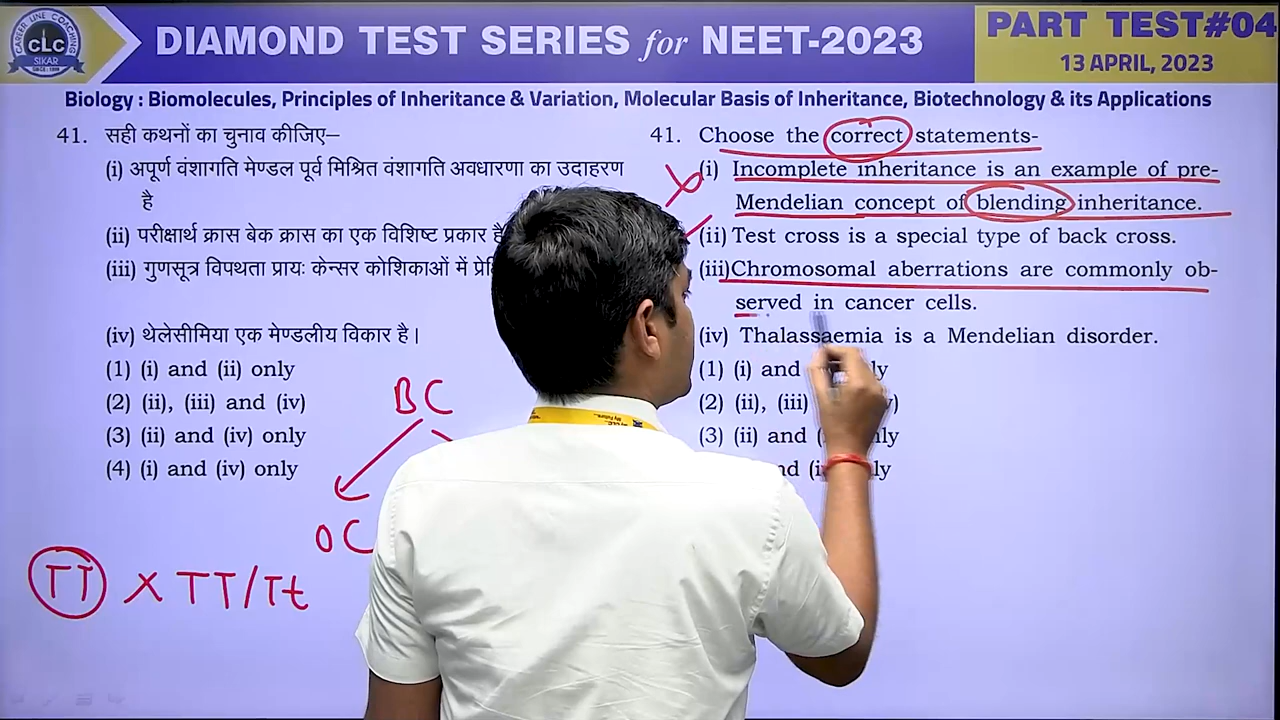 CAREER LINE COACHING
CLC
SIKAR
DIAMOND TEST SERIES for NEET-2023
PART TEST#04
13 APRIL, 2023
Biology : Biomolecules, Principles of Inheritance & Variation, Molecular Basis of Inheritance, Biotechnology & its Applications
41. सही कथनों का चुनाव कीजिए–
(i) अपूर्ण वंशागति मेण्डल पूर्व मिश्रित वंशागति अवधारणा का उदाहरण
है
(ii) परीक्षार्थ क्रास बेक क्रास का एक विशिष्ट प्रकार
(iii) गुणसूत्र विपथता प्रायः केन्सर कोशिकाओं में
(iv) थेलेसीमिया एक मेण्डलीय विकार है।
(1) (i) and (ii) only
(2) (ii), (iii) and (iv)
(3) (ii) and (iv) only
(4) (i) and (iv) only
BC
OC
TT X TT/Tt
41. Choose the correct statements-
(i) Incomplete inheritance is an example of pre-
Mendelian concept of blending inheritance.
(ii) Test cross is a special type of back cross.
(iii) Chromosomal aberrations are commonly ob-
served in cancer cells.
(iv) Thalassaemia is a Mendelian disorder.
(1) (i) and
(2) (ii), (iii)
(3) (ii) and